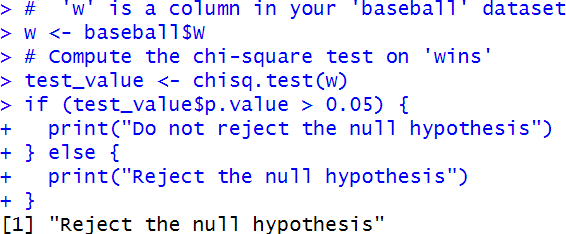 > #  'w' is a column in your 'baseball' dataset
> w <- baseball$W
> # Compute the chi-square test on 'wins'
> test_value <- chisq.test(w)
> if (test_value$p.value > 0.05) {
+   print("Do not reject the null hypothesis")
+ } else {
+   print("Reject the null hypothesis")
+ }
[1] "Reject the null hypothesis"